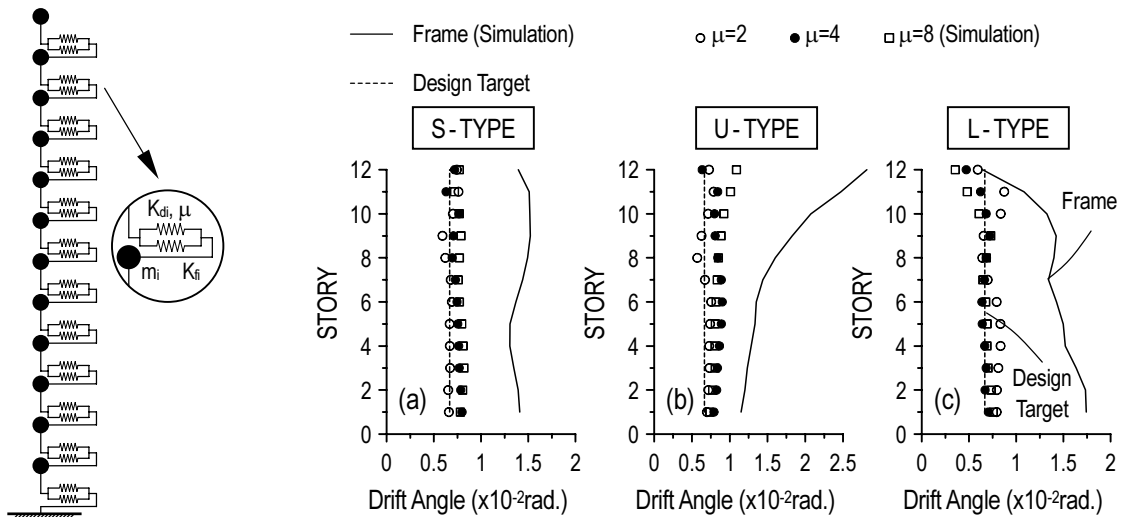 Frame (Simulation)
μ=2
μ=4
μ=8 (Simulation)
Design Target
K_di, μ
m_i
K_fi
S - TYPE
STORY
12
10
8
6
4
2
0
(a)
0
0.5
1
1.5
2
Drift Angle (x10⁻²rad.)
U - TYPE
STORY
12
10
8
6
4
2
0
(b)
0
0.5
1
1.5
2
2.5
Drift Angle (x10⁻²rad.)
L - TYPE
STORY
12
10
8
6
4
2
0
(c)
Frame
Design
Target
0
0.5
1
1.5
2
Drift Angle (x10⁻²rad.)